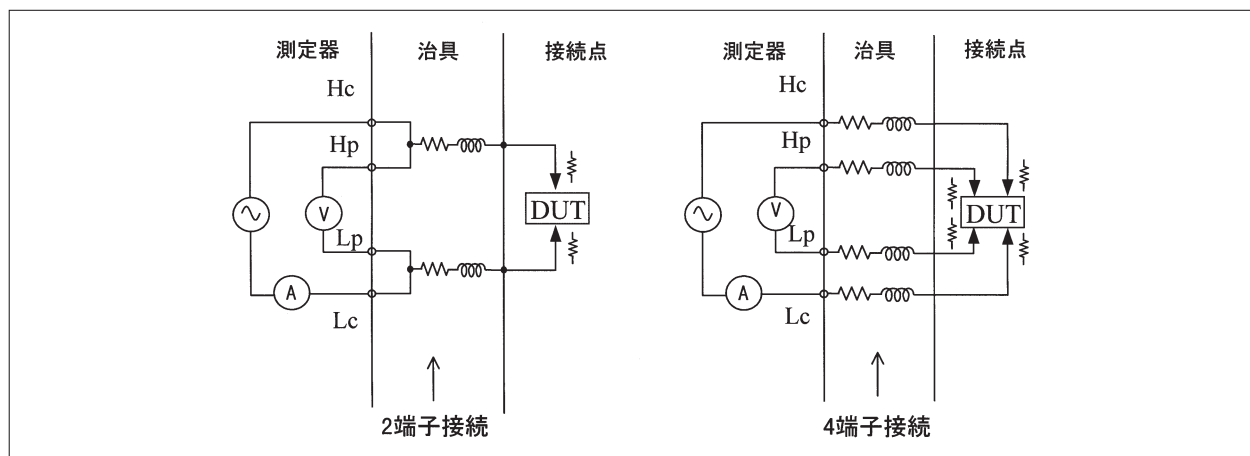 測定器 治具 接続点
Hc
Hp
V
DUT
Lp
A
Lc
2端子接続
測定器 治具 接続点
Hc
Hp
V
DUT
Lp
A
Lc
4端子接続